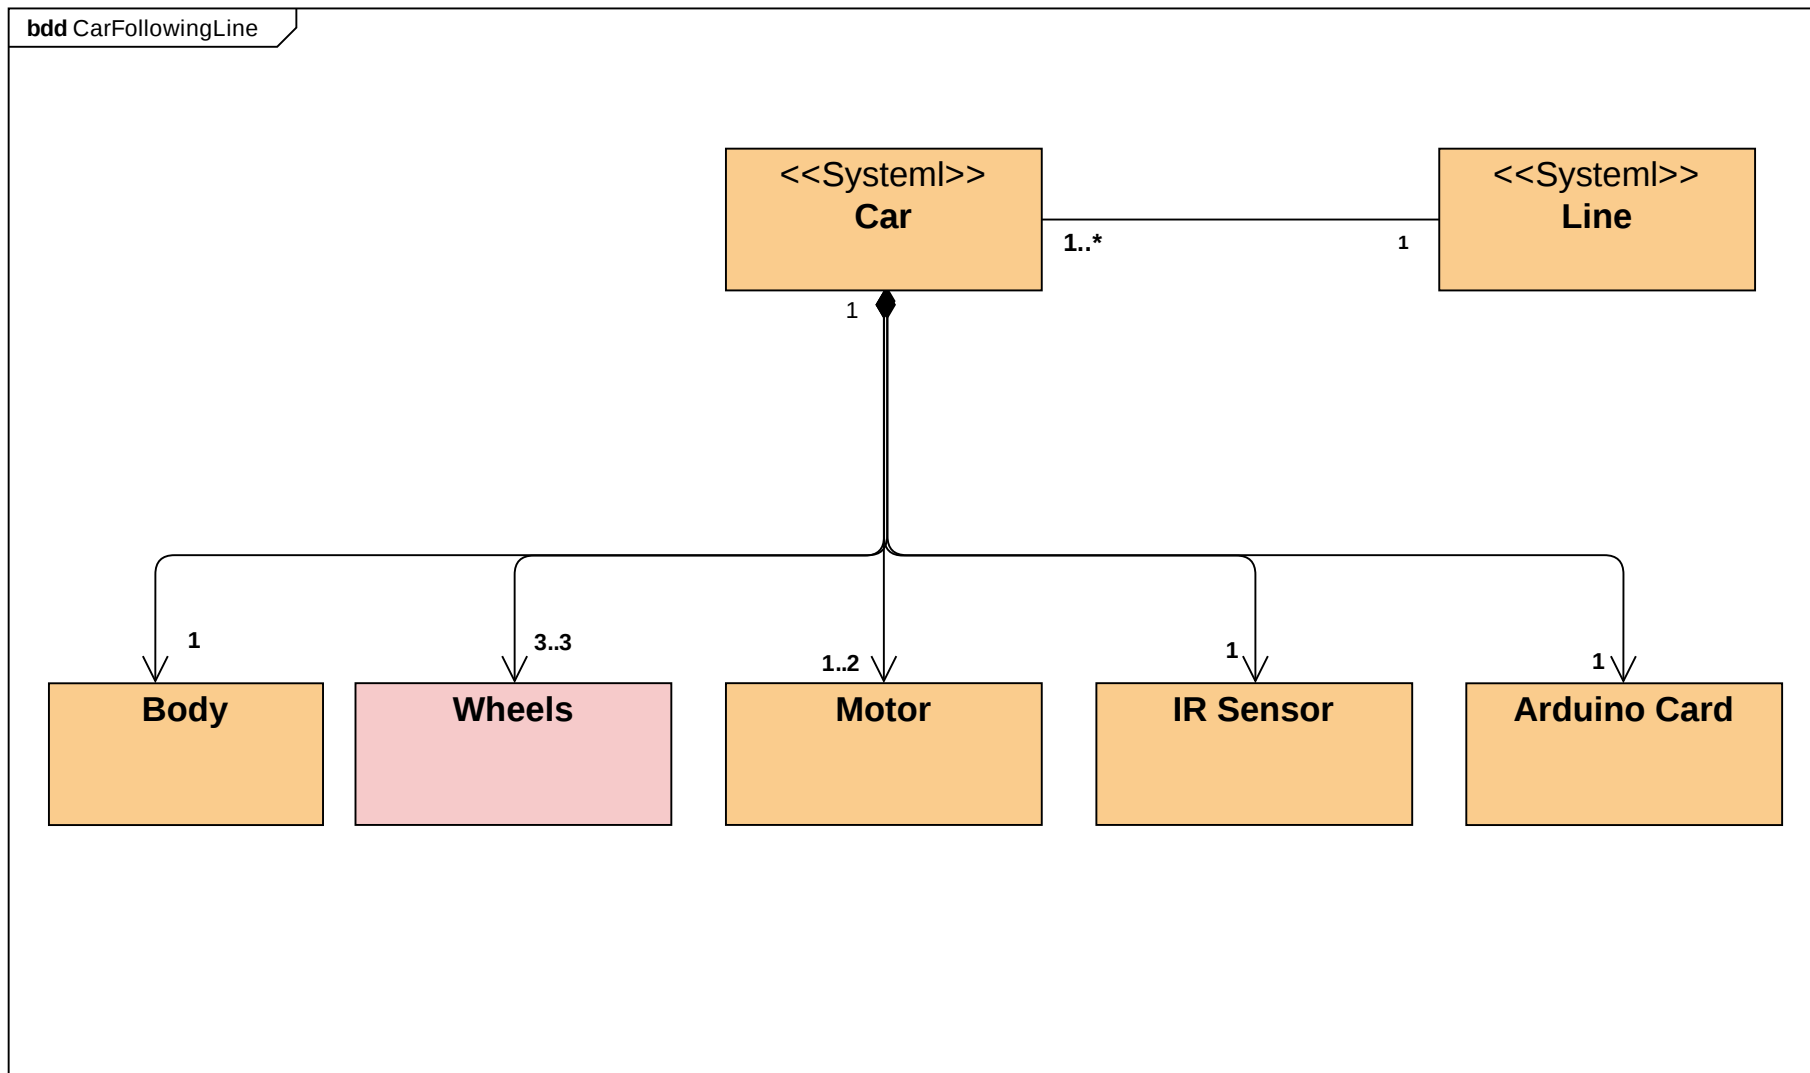 bdd CarFollowingLine
<<Systeml>>
Car
<<Systeml>>
Line
1..*
1
1
1
3..3
1..2
1
1
Body
Wheels
Motor
IR Sensor
Arduino Card